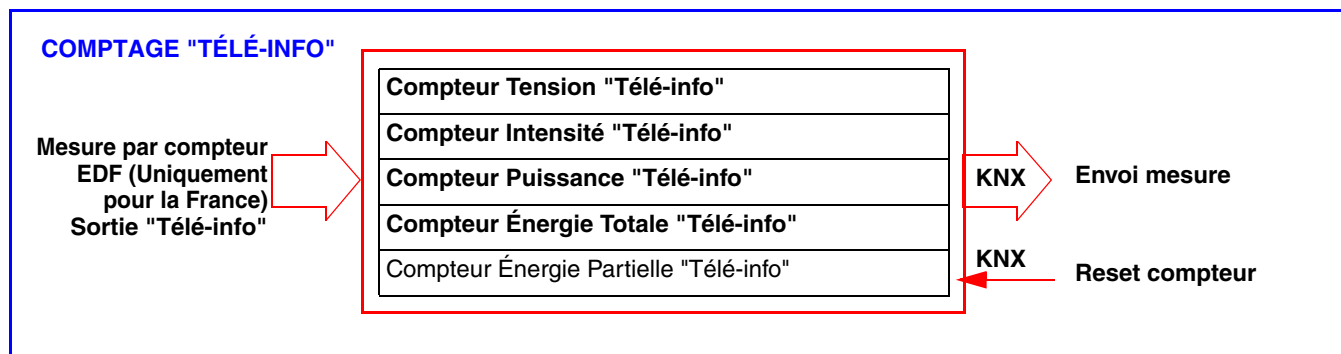 COMPTAGE "TÉLÉ-INFO"
Mesure par compteur
EDF (Uniquement
pour la France)
Sortie "Télé-info"
Compteur Tension "Télé-info"
Compteur Intensité "Télé-info"
Compteur Puissance "Télé-info"
Compteur Énergie Totale "Télé-info"
Compteur Énergie Partielle "Télé-info"
KNX
Envoi mesure
KNX
Reset compteur